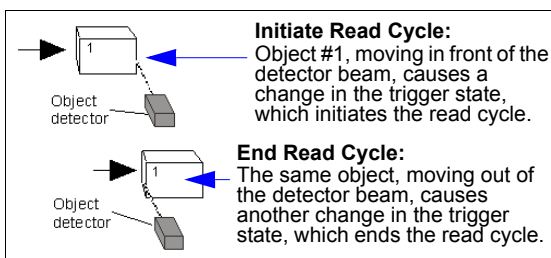 Initiate Read Cycle:
Object #1, moving in front of the
detector beam, causes a
change in the trigger state,
which initiates the read cycle.
1
Object
detector
End Read Cycle:
The same object, moving out of
the detector beam, causes
another change in the trigger
state, which ends the read cycle.
1
Object
detector